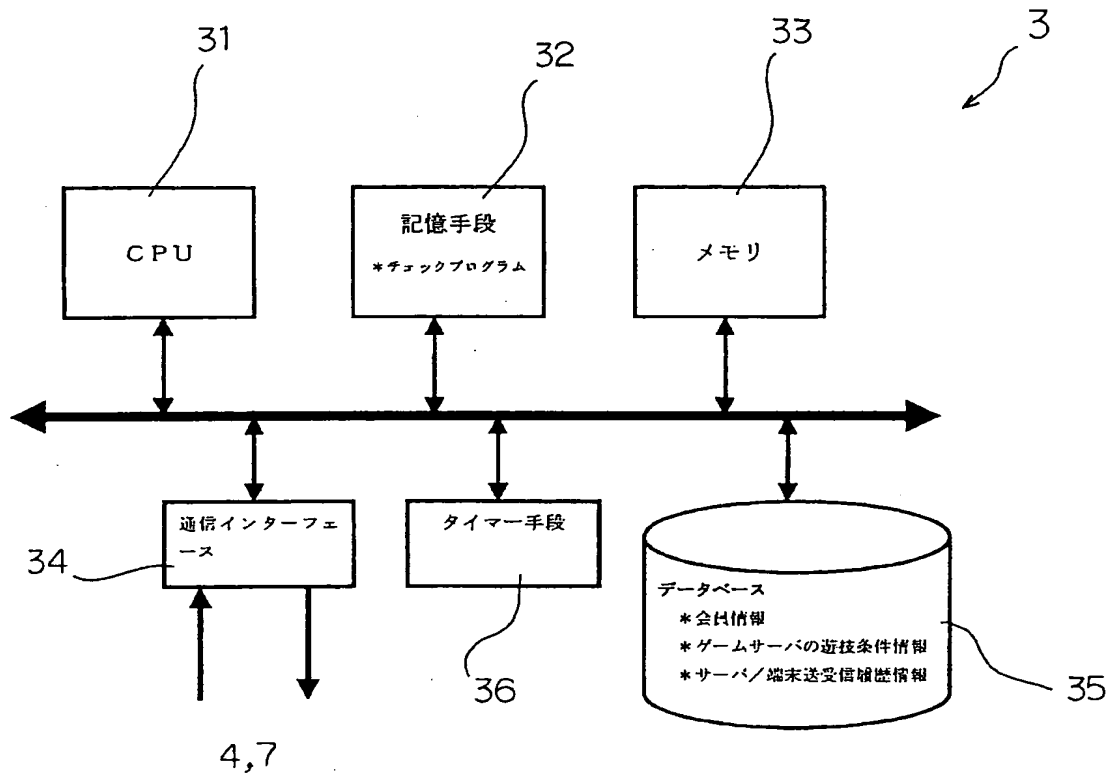 31
32
33
3
CPU
記憶手段
*チェックプログラム
メモリ
通信インターフェ
ース
34
タイマー手段
36
データベース
*会員情報
*ゲームサーバの遊技条件情報
*サーバ/端末送受信履歴情報
35
4,7